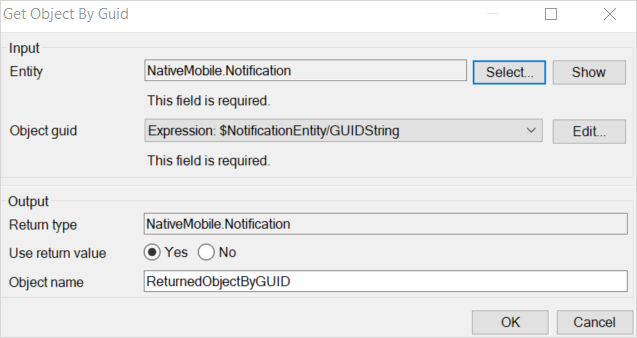 Get Object By Guid
Input
Entity NativeMobile.Notification Select... Show
This field is required.
Object guid Expression: $NotificationEntity/GUIDString Edit...
This field is required.
Output
Return type NativeMobile.Notification
Use return value Yes No
Object name ReturnedObjectByGUID
OK Cancel